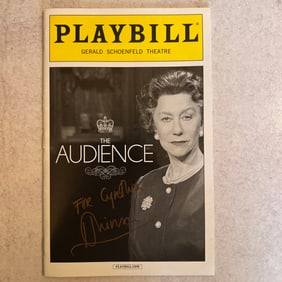 PLAYBILL
GERALD SCHOENFELD THEATRE
THE
AUDIENCE
For Cynthia
PLAYBILL.COM